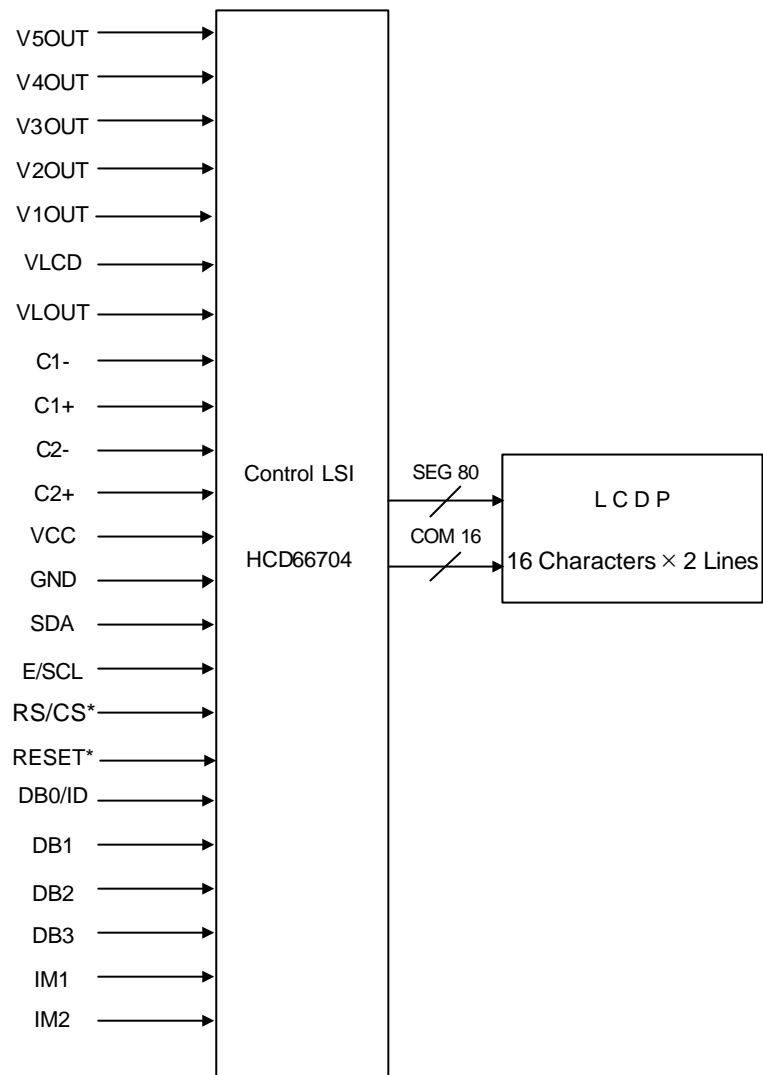 V5OUT
V4OUT
V3OUT
V2OUT
V1OUT
VLCD
VLOUT
C1-
C1+
C2-
C2+
VCC
GND
SDA
E/SCL
RS/CS*
RESET*
DB0/ID
DB1
DB2
DB3
IM1
IM2
Control LSI
HCD66704
SEG 80
COM 16
L C D P
16 Characters × 2 Lines